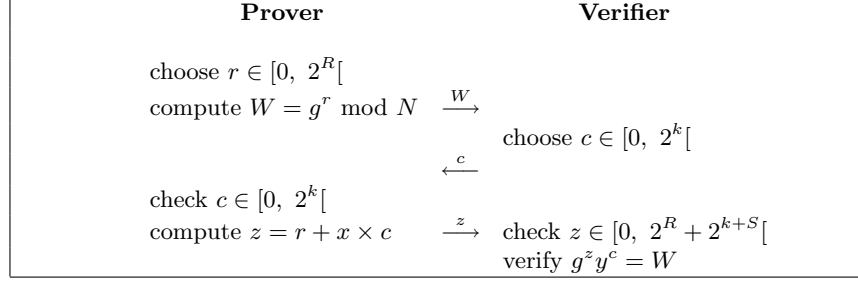 Prover Verifier
choose r ∈ [0, 2^R[
compute W = g^r mod N —W→
choose c ∈ [0, 2^k[
←c—
check c ∈ [0, 2^k[
compute z = r + x × c —z→ check z ∈ [0, 2^R + 2^{k+S}[
verify g^z y^c = W